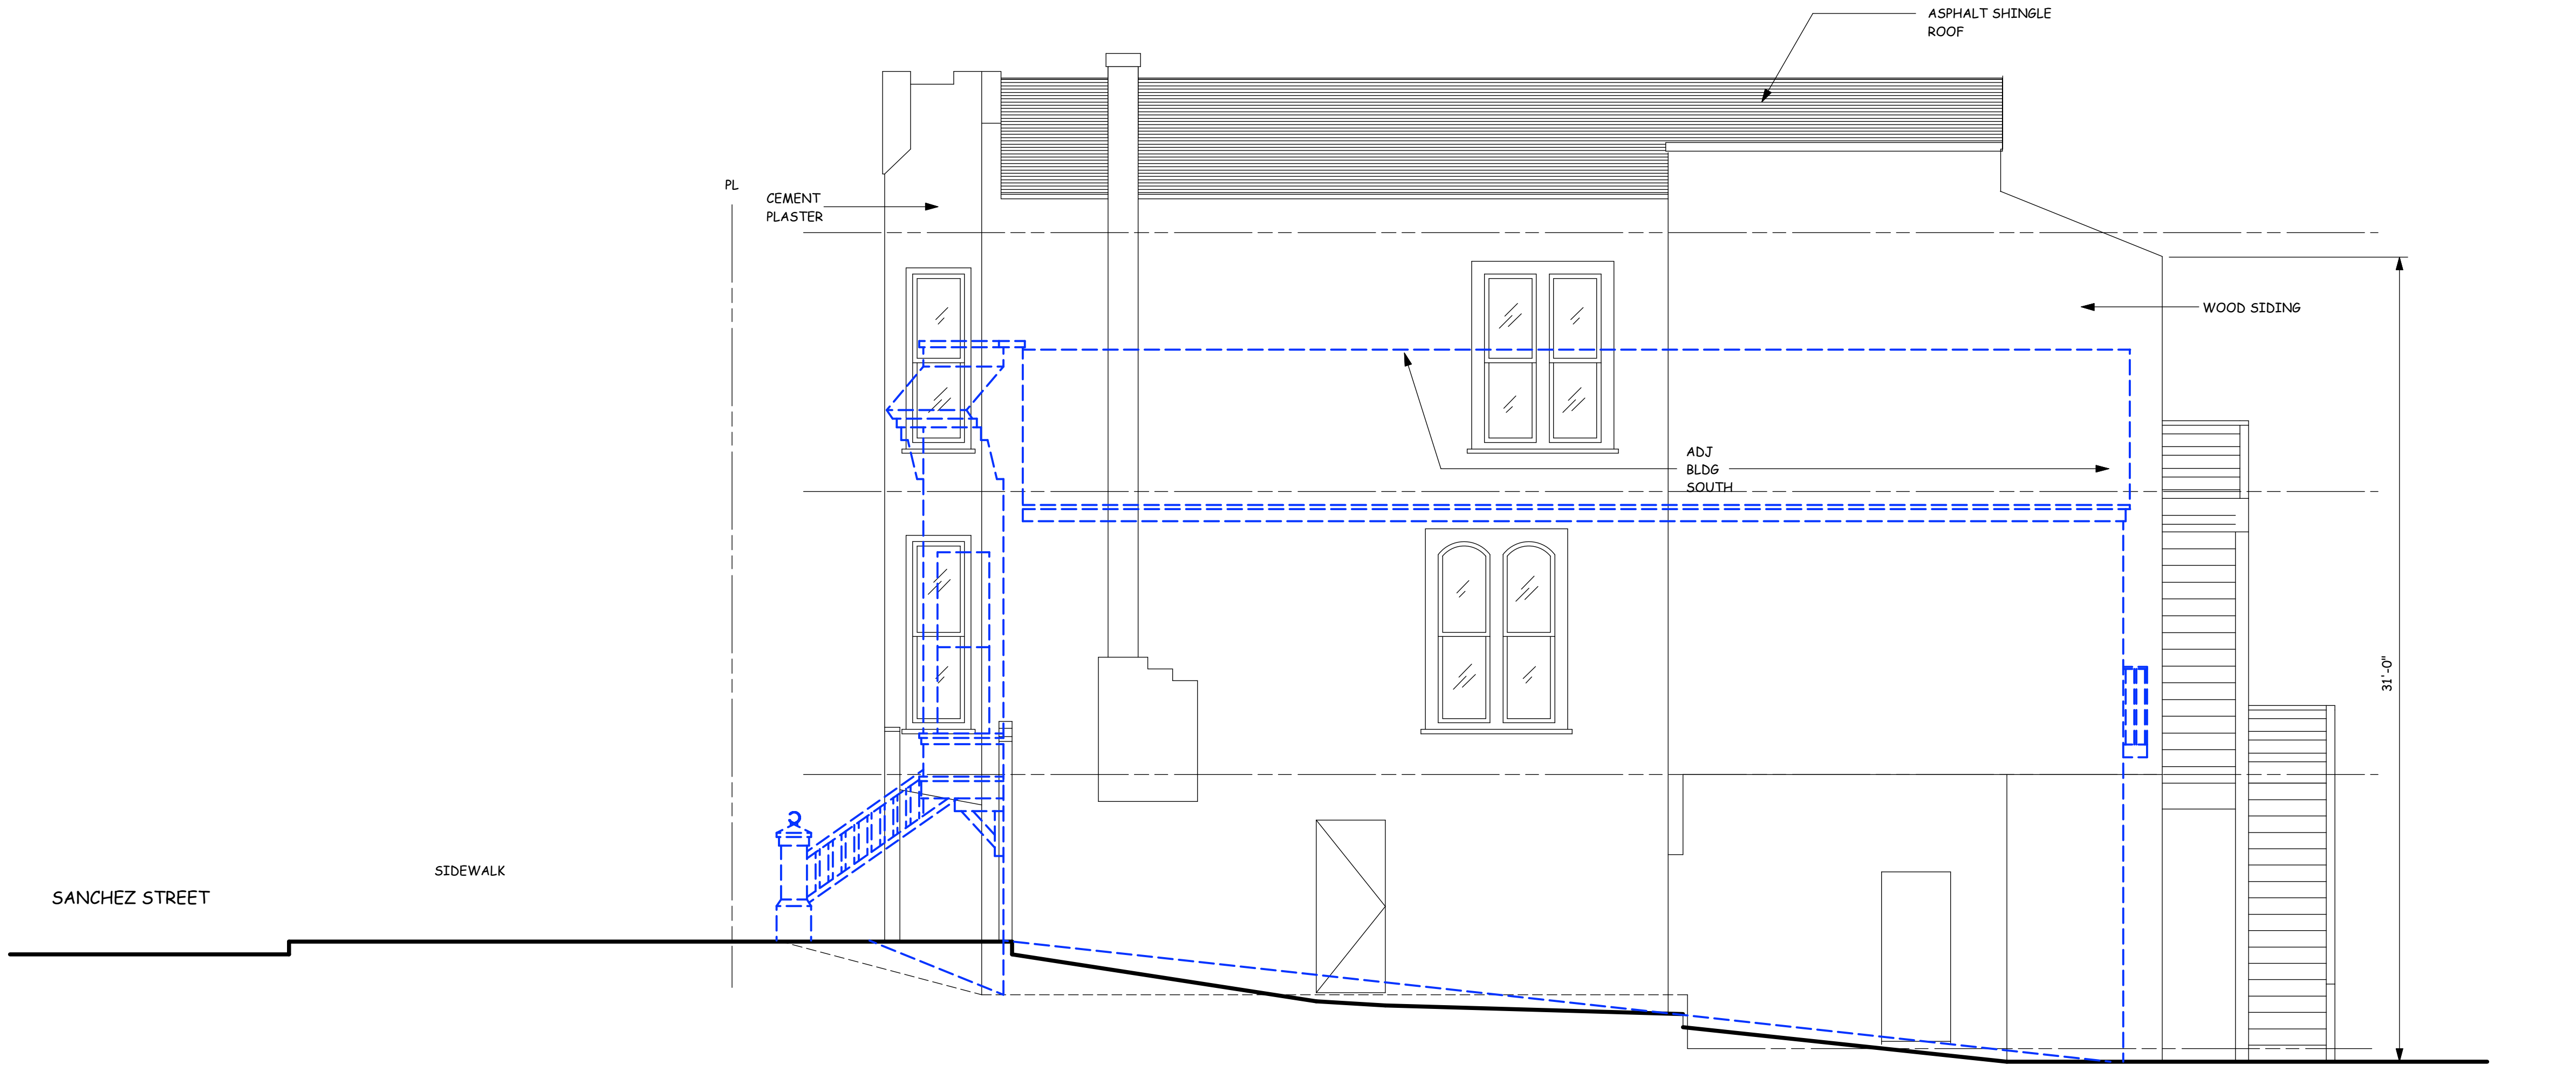 ASPHALT SHINGLE
ROOF
PL
CEMENT
PLASTER
WOOD SIDING
ADJ
BLDG
SOUTH
31'-0"
SIDEWALK
SANCHEZ STREET